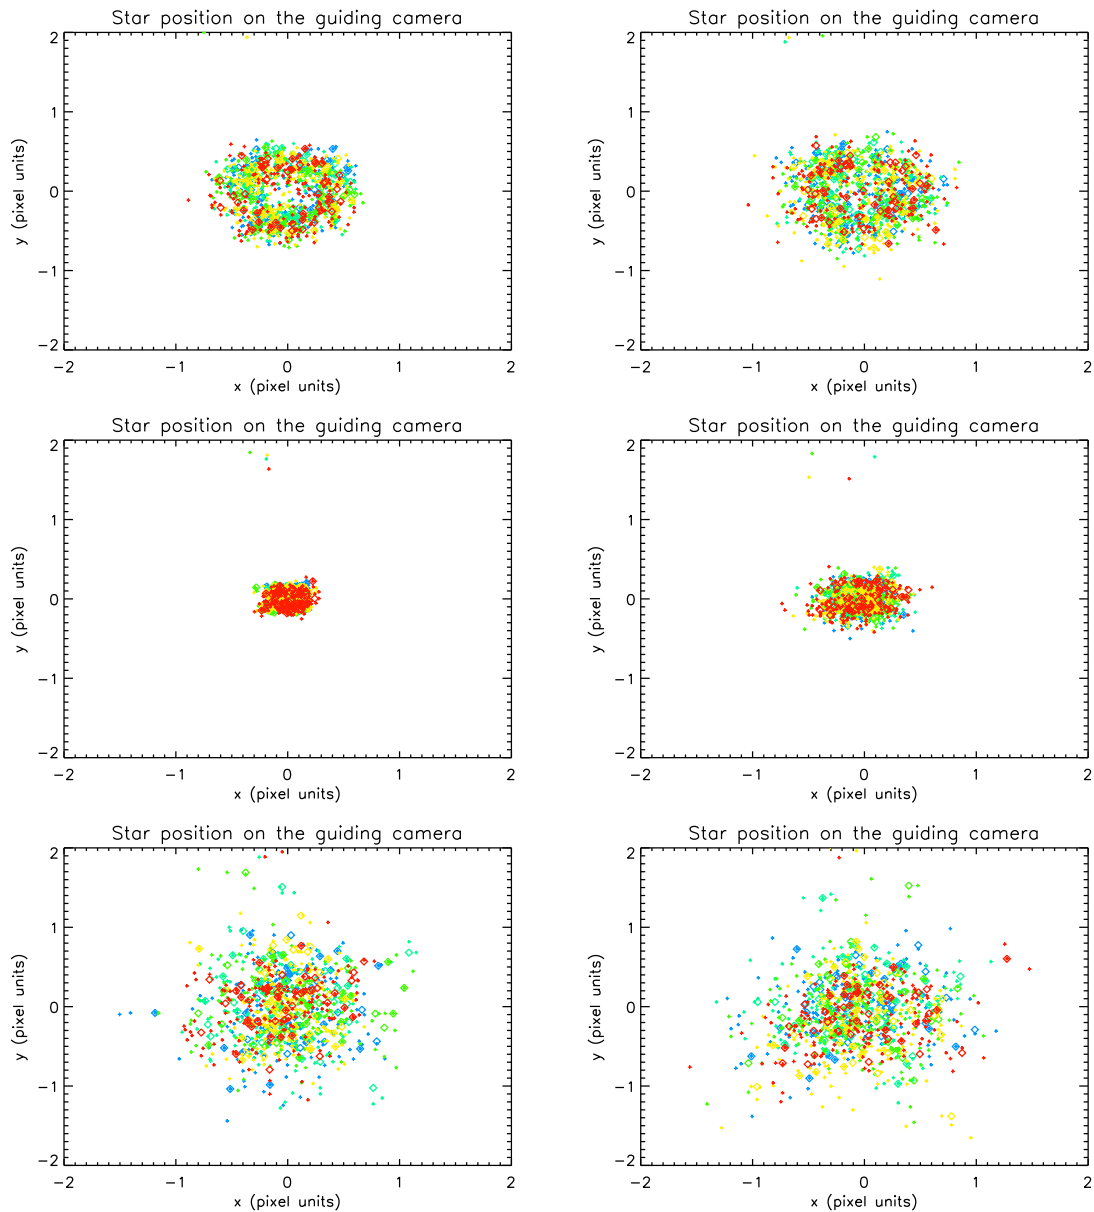 Star position on the guiding camera
Star position on the guiding camera
2
1
0
−1
−2
y (pixel units)
−2 −1 0 1 2
x (pixel units)
2
1
0
−1
−2
y (pixel units)
−2 −1 0 1 2
x (pixel units)
Star position on the guiding camera
Star position on the guiding camera
2
1
0
−1
−2
y (pixel units)
−2 −1 0 1 2
x (pixel units)
2
1
0
−1
−2
y (pixel units)
−2 −1 0 1 2
x (pixel units)
Star position on the guiding camera
Star position on the guiding camera
2
1
0
−1
−2
y (pixel units)
−2 −1 0 1 2
x (pixel units)
2
1
0
−1
−2
y (pixel units)
−2 −1 0 1 2
x (pixel units)